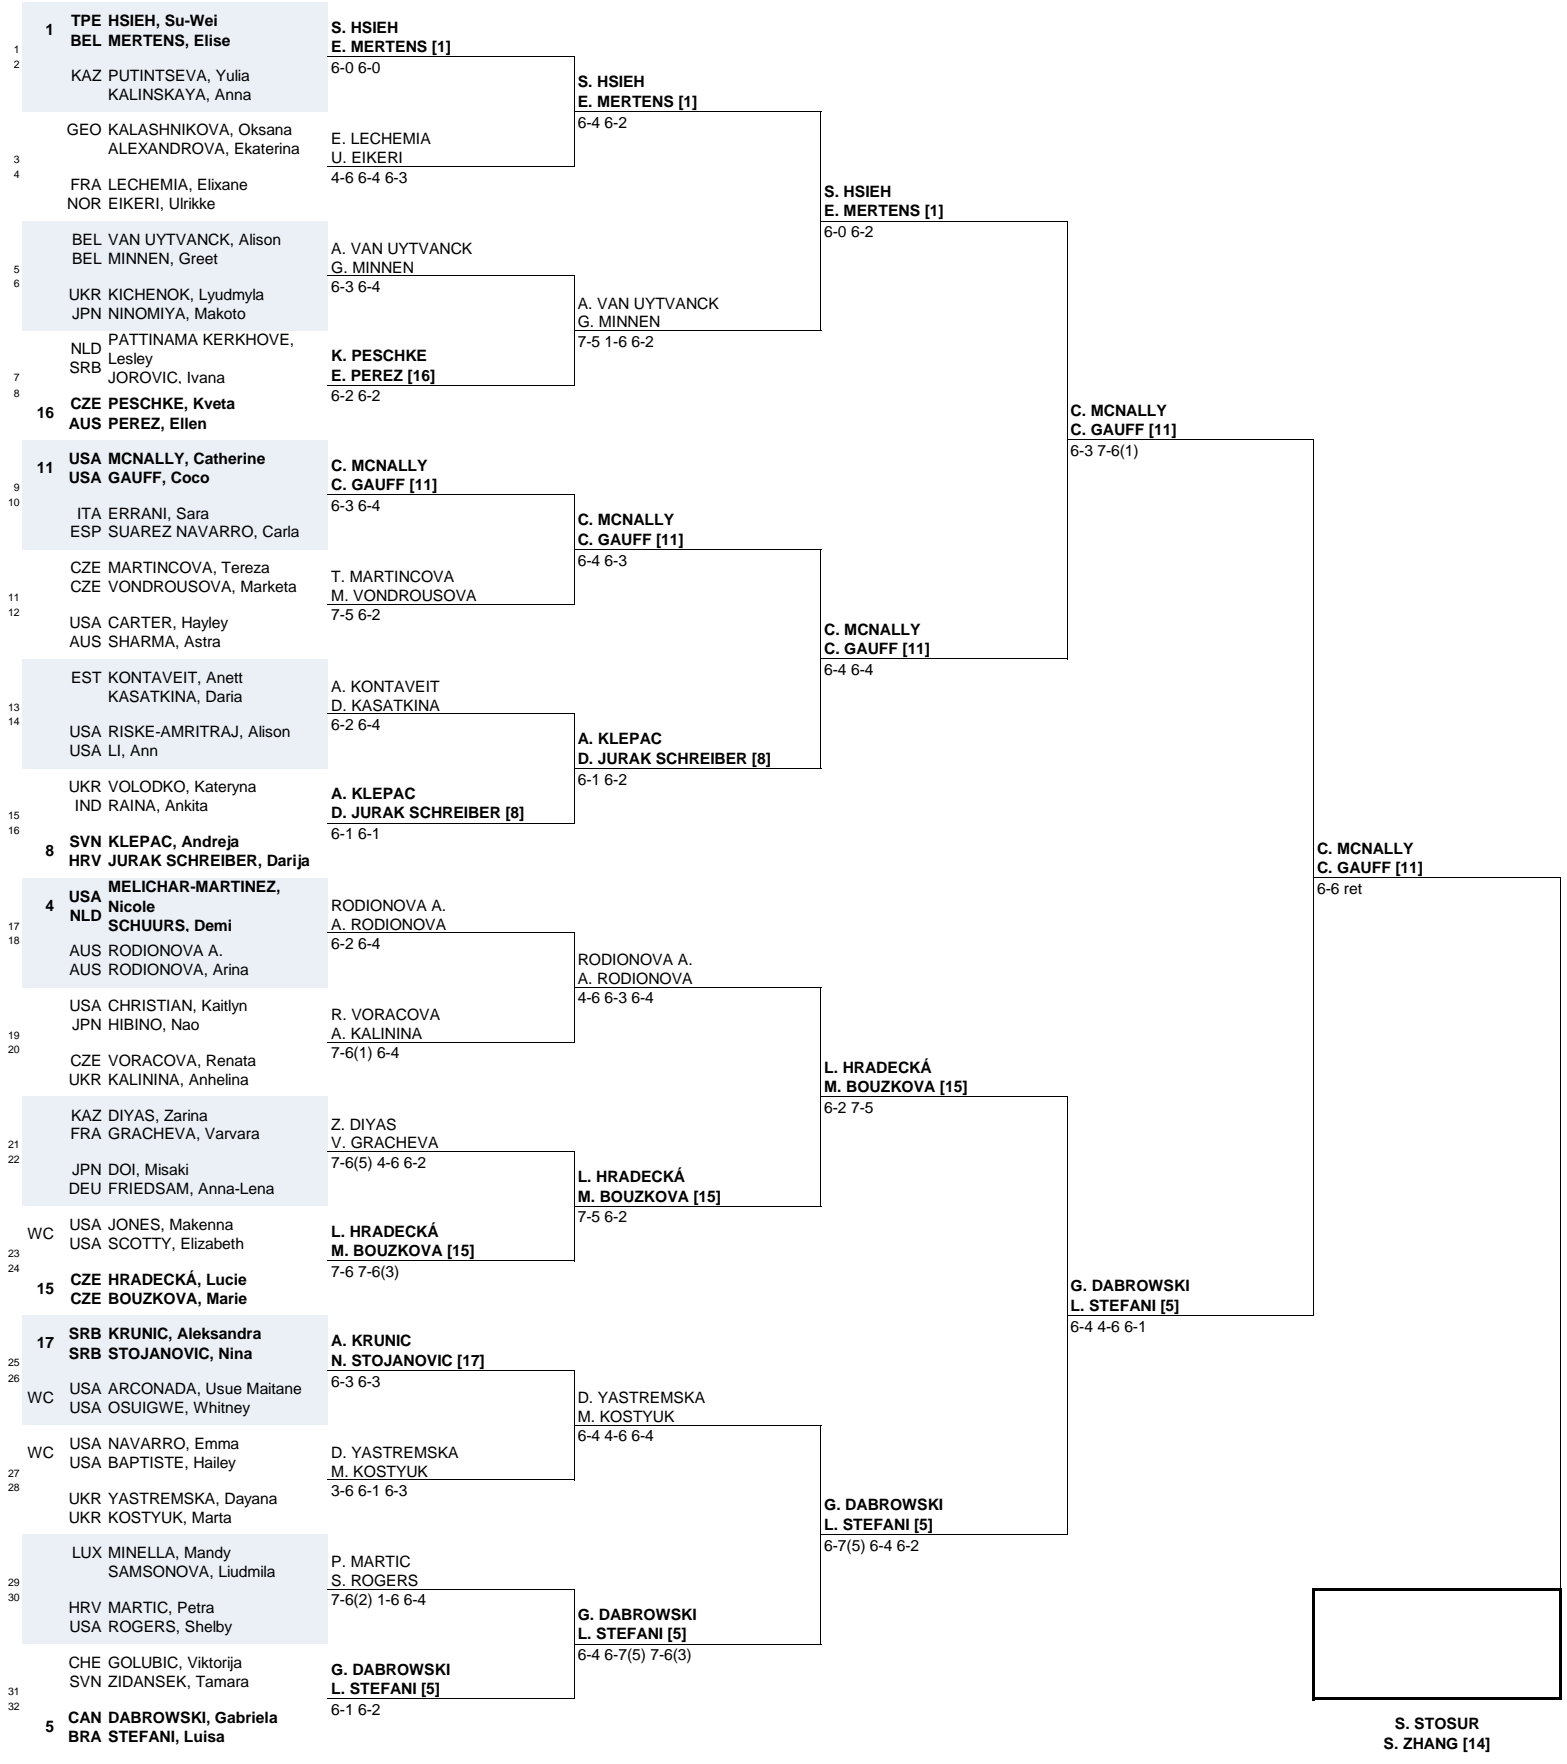 1
TPE HSIEH, Su-Wei
BEL MERTENS, Elise
1
2
KAZ PUTINTSEVA, Yulia
KALINSKAYA, Anna
GEO KALASHNIKOVA, Oksana
ALEXANDROVA, Ekaterina
3
4
FRA LECHEMIA, Elixane
NOR EIKERI, Ulrikke
BEL VAN UYTVANCK, Alison
BEL MINNEN, Greet
5
6
UKR KICHENOK, Lyudmyla
JPN NINOMIYA, Makoto
NLD PATTINAMA KERKHOVE,
Lesley
SRB JOROVIC, Ivana
7
8
16
CZE PESCHKE, Kveta
AUS PEREZ, Ellen
11
USA MCNALLY, Catherine
USA GAUFF, Coco
9
10
ITA ERRANI, Sara
ESP SUAREZ NAVARRO, Carla
CZE MARTINCOVA, Tereza
CZE VONDROUSOVA, Marketa
11
12
USA CARTER, Hayley
AUS SHARMA, Astra
EST KONTAVEIT, Anett
KASATKINA, Daria
13
14
USA RISKE-AMRITRAJ, Alison
USA LI, Ann
UKR VOLODKO, Kateryna
IND RAINA, Ankita
15
16
8
SVN KLEPAC, Andreja
HRV JURAK SCHREIBER, Darija
4
USA MELICHAR-MARTINEZ,
Nicole
NLD SCHUURS, Demi
17
18
AUS RODIONOVA A.
AUS RODIONOVA, Arina
USA CHRISTIAN, Kaitlyn
JPN HIBINO, Nao
19
20
CZE VORACOVA, Renata
UKR KALININA, Anhelina
KAZ DIYAS, Zarina
FRA GRACHEVA, Varvara
21
22
JPN DOI, Misaki
DEU FRIEDSAM, Anna-Lena
WC
USA JONES, Makenna
USA SCOTTY, Elizabeth
23
24
15
CZE HRADECKÁ, Lucie
CZE BOUZKOVA, Marie
17
SRB KRUNIC, Aleksandra
SRB STOJANOVIC, Nina
25
26
WC
USA ARCONADA, Usue Maitane
USA OSUIGWE, Whitney
WC
USA NAVARRO, Emma
USA BAPTISTE, Hailey
27
28
UKR YASTREMSKA, Dayana
UKR KOSTYUK, Marta
LUX MINELLA, Mandy
SAMSONOVA, Liudmila
29
30
HRV MARTIC, Petra
USA ROGERS, Shelby
CHE GOLUBIC, Viktorija
SVN ZIDANSEK, Tamara
31
32
5
CAN DABROWSKI, Gabriela
BRA STEFANI, Luisa
S. HSIEH
E. MERTENS [1]
6-0 6-0
E. LECHEMIA
U. EIKERI
4-6 6-4 6-3
A. VAN UYTVANCK
G. MINNEN
6-3 6-4
K. PESCHKE
E. PEREZ [16]
6-2 6-2
C. MCNALLY
C. GAUFF [11]
6-3 6-4
T. MARTINCOVA
M. VONDROUSOVA
7-5 6-2
A. KONTAVEIT
D. KASATKINA
6-2 6-4
A. KLEPAC
D. JURAK SCHREIBER [8]
6-1 6-1
RODIONOVA A.
A. RODIONOVA
6-2 6-4
R. VORACOVA
A. KALININA
7-6(1) 6-4
Z. DIYAS
V. GRACHEVA
7-6(5) 4-6 6-2
L. HRADECKÁ
M. BOUZKOVA [15]
7-6 7-6(3)
A. KRUNIC
N. STOJANOVIC [17]
6-3 6-3
D. YASTREMSKA
M. KOSTYUK
3-6 6-1 6-3
P. MARTIC
S. ROGERS
7-6(2) 1-6 6-4
G. DABROWSKI
L. STEFANI [5]
6-1 6-2
S. HSIEH
E. MERTENS [1]
6-4 6-2
A. VAN UYTVANCK
G. MINNEN
7-5 1-6 6-2
C. MCNALLY
C. GAUFF [11]
6-4 6-3
A. KLEPAC
D. JURAK SCHREIBER [8]
6-1 6-2
RODIONOVA A.
A. RODIONOVA
4-6 6-3 6-4
L. HRADECKÁ
M. BOUZKOVA [15]
7-5 6-2
D. YASTREMSKA
M. KOSTYUK
6-4 4-6 6-4
G. DABROWSKI
L. STEFANI [5]
6-4 6-7(5) 7-6(3)
S. HSIEH
E. MERTENS [1]
6-0 6-2
C. MCNALLY
C. GAUFF [11]
6-4 6-4
L. HRADECKÁ
M. BOUZKOVA [15]
6-2 7-5
G. DABROWSKI
L. STEFANI [5]
6-7(5) 6-4 6-2
C. MCNALLY
C. GAUFF [11]
6-3 7-6(1)
G. DABROWSKI
L. STEFANI [5]
6-4 4-6 6-1
C. MCNALLY
C. GAUFF [11]
6-6 ret
S. STOSUR
S. ZHANG [14]